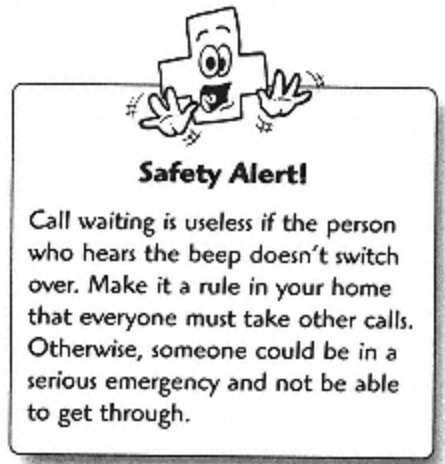 Safety Alert!
Call waiting is useless if the person
who hears the beep doesn't switch
over. Make it a rule in your home
that everyone must take other calls.
Otherwise, someone could be in a
serious emergency and not be able
to get through.